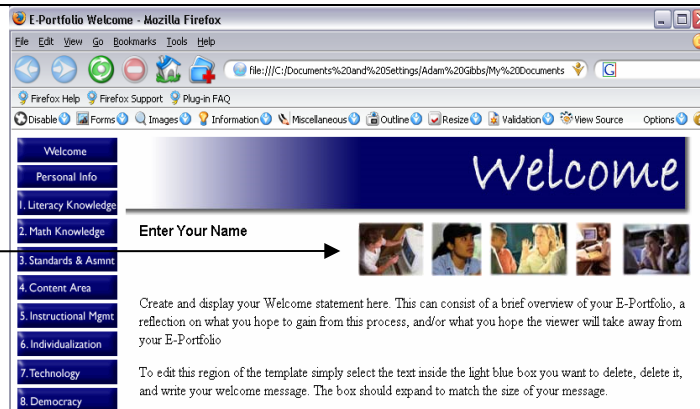 E-Portfolio Welcome - Mozilla Firefox
File Edit View Go Bookmarks Tools Help
file:///C:/Documents%20and%20Settings/Adam%20Gibbs/My%20Documents
G
Firefox Help Firefox Support Plug-in FAQ
Disable Forms Images Information Miscellaneous Outline Resize Validation View Source Options
Welcome
Personal Info
1. Literacy Knowledge
2. Math Knowledge
3. Standards & Asmnt
4. Content Area
5. Instructional Mgmt
6. Individualization
7. Technology
8. Democracy
Welcome
Enter Your Name
Create and display your Welcome statement here. This can consist of a brief overview of your E-Portfolio, a
reflection on what you hope to gain from this process, and/or what you hope the viewer will take away from
your E-Portfolio
To edit this region of the template simply select the text inside the light blue box you want to delete, delete it,
and write your welcome message. The box should expand to match the size of your message.